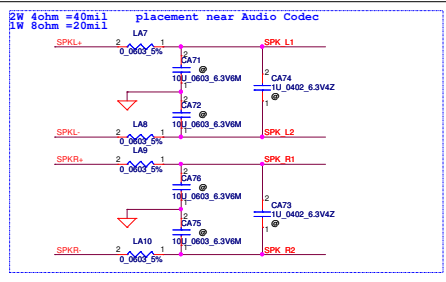 2W 4ohm =40mil placement near Audio Codec
1W 8ohm =20mil
LA7
SPKL+ 2 1 SPK_L1
0_0603_5%
2
CA71
@
10U_0603_6.3V6M
1
2
CA74
@
1U_0402_6.3V4Z
1
2
CA72
@
10U_0603_6.3V6M
1
LA8
SPKL- 2 1 SPK_L2
0_0603_5%
LA9
SPKR+ 2 1 SPK_R1
0_0603_5%
2
CA76
@
10U_0603_6.3V6M
1
2
CA73
1U_0402_6.3V4Z
@
1
2
CA75
@
10U_0603_6.3V6M
1
LA10
SPKR- 2 1 SPK_R2
0_0603_5%